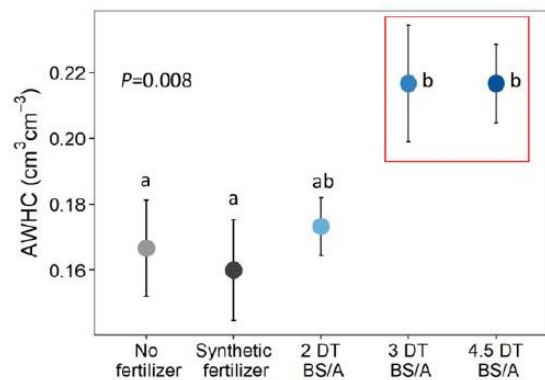 P=0.008
AWHC (cm³cm⁻³)
0.22
0.20
0.18
0.16
a
a
ab
b
b
No
fertilizer
Synthetic
fertilizer
2 DT
BS/A
3 DT
BS/A
4.5 DT
BS/A